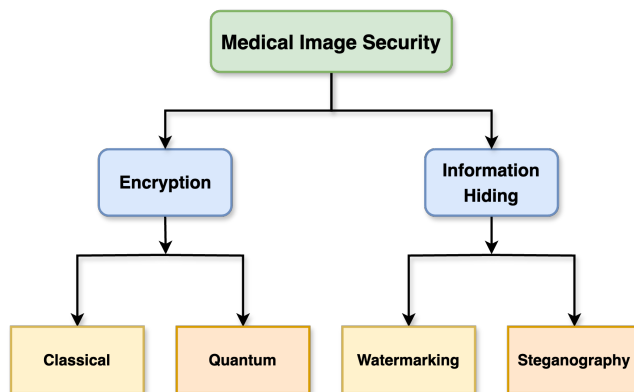 Medical Image Security
Encryption
Information
Hiding
Classical
Quantum
Watermarking
Steganography